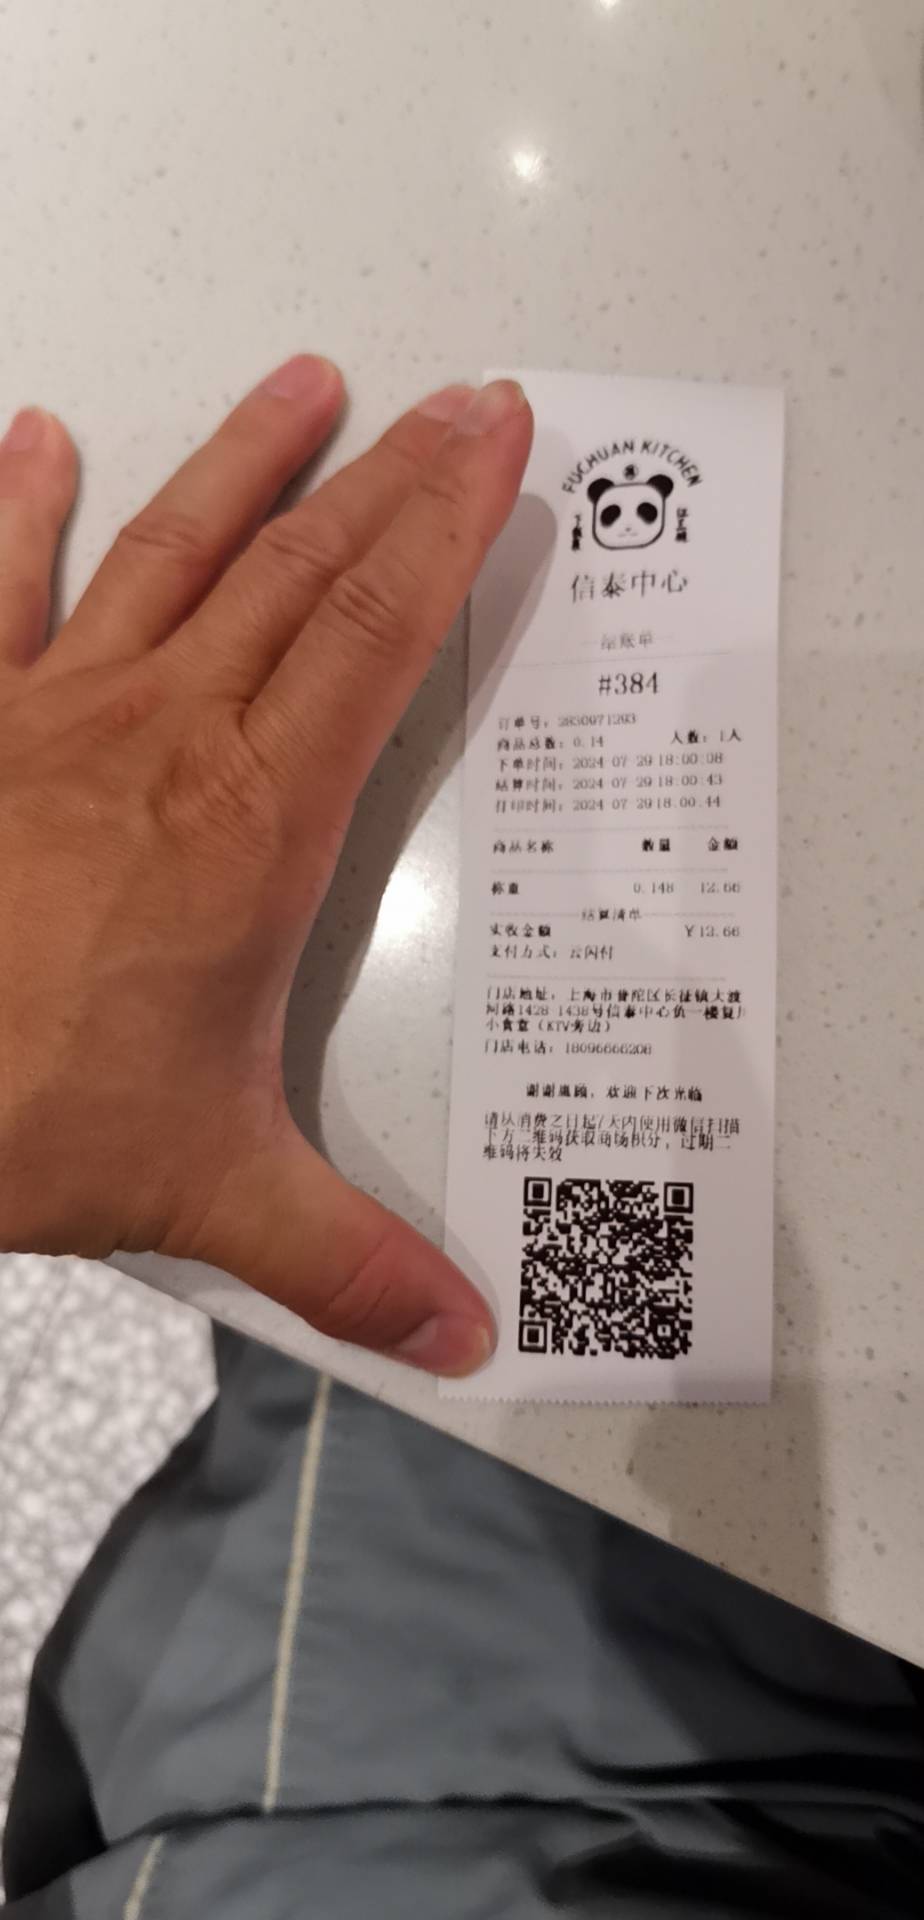 FUCHUAN KITCHEN
信泰中心
结账单
#384
订单号：2830971293
商品总数：0.14 人数：1人
下单时间：2024-07-29 18:00:08
结算时间：2024-07-29 18:00:43
打印时间：2024-07-29 18:00:44
商品名称 数量 金额
称重 0.148 12.66
结算清单
实收金额 ￥12.66
支付方式：云闪付
门店地址：上海市普陀区长征镇大渡
河路1428-1438号信泰中心负一楼复川
小食堂（KTV旁边）
门店电话：18096666208
谢谢惠顾，欢迎下次光临
请从消费之日起7天内使用微信扫描
下方二维码获取商场积分，过期二
维码将失效